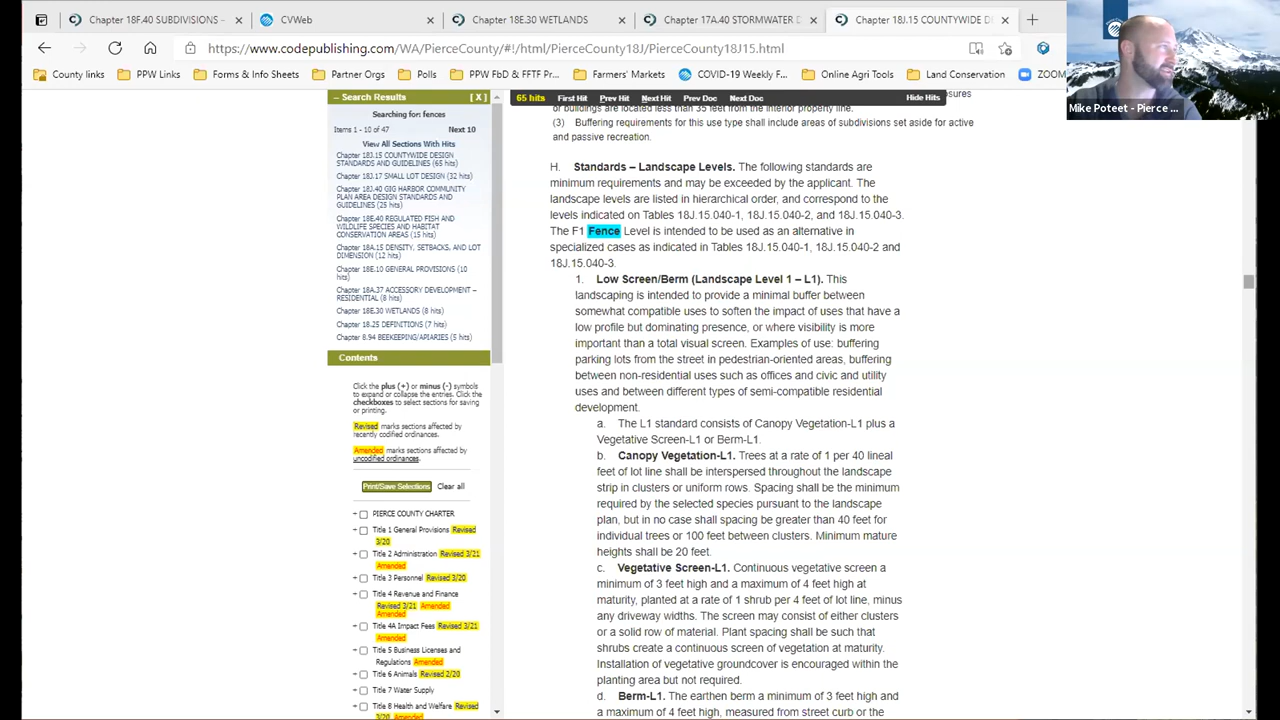 Chapter 18F.40 SUBDIVISIONS –
CVWeb
Chapter 18E.30 WETLANDS
Chapter 17A.40 STORMWATER D
Chapter 18J.15 COUNTYWIDE D
https://www.codepublishing.com/WA/PierceCounty/#!/html/PierceCounty18J/PierceCounty18J15.html
County links
PPW Links
Forms & Info Sheets
Partner Orgs
Polls
PPW FbD & FFTF Pr...
Farmers' Markets
COVID-19 Weekly F...
Online Agri Tools
Land Conservation
ZOOM
Mike Poteet - Pierce ...
– Search Results [ X ]
Searching for: fences
Items 1 - 10 of 47 Next 10
View All Sections With Hits
Chapter 18J.15 COUNTYWIDE DESIGN
STANDARDS AND GUIDELINES (65 hits)
Chapter 18J.17 SMALL LOT DESIGN (32 hits)
Chapter 18J.40 GIG HARBOR COMMUNITY
PLAN AREA DESIGN STANDARDS AND
GUIDELINES (25 hits)
Chapter 18E.40 REGULATED FISH AND
WILDLIFE SPECIES AND HABITAT
CONSERVATION AREAS (15 hits)
Chapter 18A.15 DENSITY, SETBACKS, AND LOT
DIMENSION (12 hits)
Chapter 18E.10 GENERAL PROVISIONS (10
hits)
Chapter 18A.37 ACCESSORY DEVELOPMENT –
RESIDENTIAL (8 hits)
Chapter 18E.30 WETLANDS (8 hits)
Chapter 18.25 DEFINITIONS (7 hits)
Chapter 8.94 BEEKEEPING/APIARIES (5 hits)
Contents
Click the plus (+) or minus (-) symbols
to expand or collapse the entries. Click the
checkboxes to select sections for saving
or printing.
Revised marks sections affected by
recently codified ordinances.
Amended marks sections affected by
uncodified ordinances.
Print/Save Selections Clear all
PIERCE COUNTY CHARTER
+ Title 1 General Provisions Revised
3/20
+ Title 2 Administration Revised 3/21
Amended
+ Title 3 Personnel Revised 3/20
+ Title 4 Revenue and Finance
Revised 3/21 Amended
Amended
+ Title 4A Impact Fees Revised 3/21
Amended
+ Title 5 Business Licenses and
Regulations Amended
+ Title 6 Animals Revised 2/20
+ Title 7 Water Supply
+ Title 8 Health and Welfare Revised
3/20 Amended
65 hits First Hit Prev Hit Next Hit Prev Doc Next Doc Hide Hits
of buildings are located less than 35 feet from the interior property line.
(3) Buffering requirements for this use type shall include areas of subdivisions set aside for active
and passive recreation.
H. Standards – Landscape Levels. The following standards are
minimum requirements and may be exceeded by the applicant. The
landscape levels are listed in hierarchical order, and correspond to the
levels indicated on Tables 18J.15.040-1, 18J.15.040-2, and 18J.15.040-3.
The F1 Fence Level is intended to be used as an alternative in
specialized cases as indicated in Tables 18J.15.040-1, 18J.15.040-2 and
18J.15.040-3.
1. Low Screen/Berm (Landscape Level 1 – L1). This
landscaping is intended to provide a minimal buffer between
somewhat compatible uses to soften the impact of uses that have a
low profile but dominating presence, or where visibility is more
important than a total visual screen. Examples of use: buffering
parking lots from the street in pedestrian-oriented areas, buffering
between non-residential uses such as offices and civic and utility
uses and between different types of semi-compatible residential
development.
a. The L1 standard consists of Canopy Vegetation-L1 plus a
Vegetative Screen-L1 or Berm-L1.
b. Canopy Vegetation-L1. Trees at a rate of 1 per 40 lineal
feet of lot line shall be interspersed throughout the landscape
strip in clusters or uniform rows. Spacing shall be the minimum
required by the selected species pursuant to the landscape
plan, but in no case shall spacing be greater than 40 feet for
individual trees or 100 feet between clusters. Minimum mature
heights shall be 20 feet.
c. Vegetative Screen-L1. Continuous vegetative screen a
minimum of 3 feet high and a maximum of 4 feet high at
maturity, planted at a rate of 1 shrub per 4 feet of lot line, minus
any driveway widths. The screen may consist of either clusters
or a solid row of material. Plant spacing shall be such that
shrubs create a continuous screen of vegetation at maturity.
Installation of vegetative groundcover is encouraged within the
planting area but not required.
d. Berm-L1. The earthen berm a minimum of 3 feet high and
a maximum of 4 feet high, measured from street curb or the